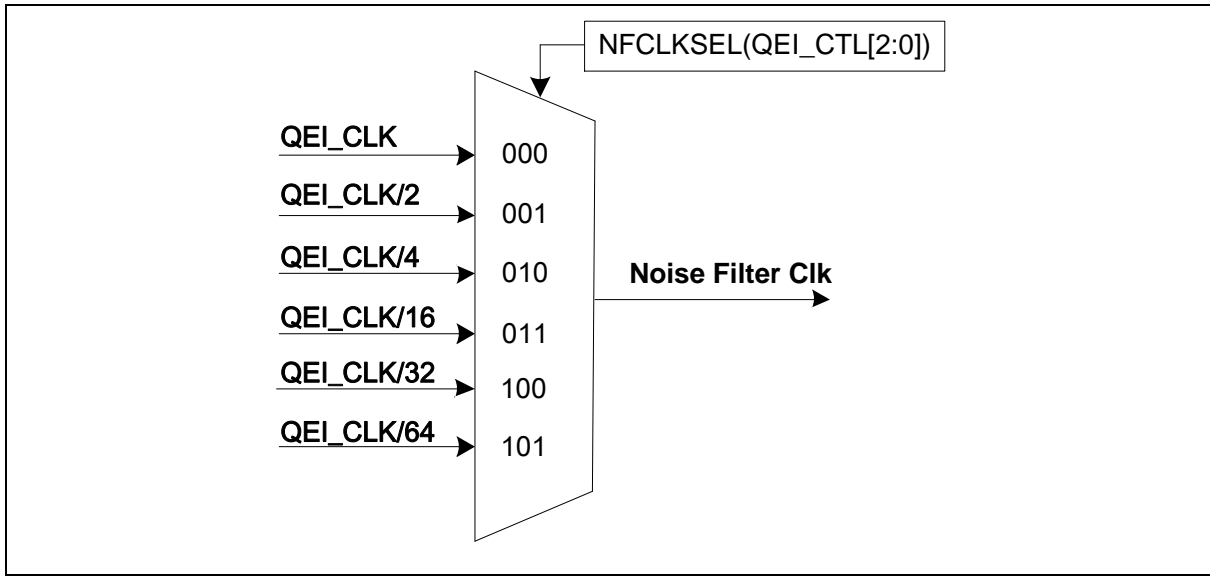 NFCLKSEL(QEI_CTL[2:0])
QEI_CLK
000
QEI_CLK/2
001
QEI_CLK/4
010
Noise Filter Clk
QEI_CLK/16
011
QEI_CLK/32
100
QEI_CLK/64
101